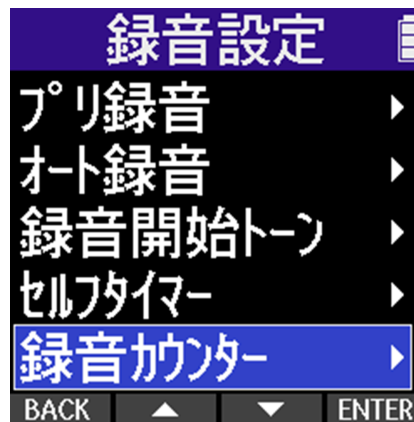 録音設定
プリ録音
オート録音
録音開始トーン
セルフタイマー
録音カウンター
BACK ENTER